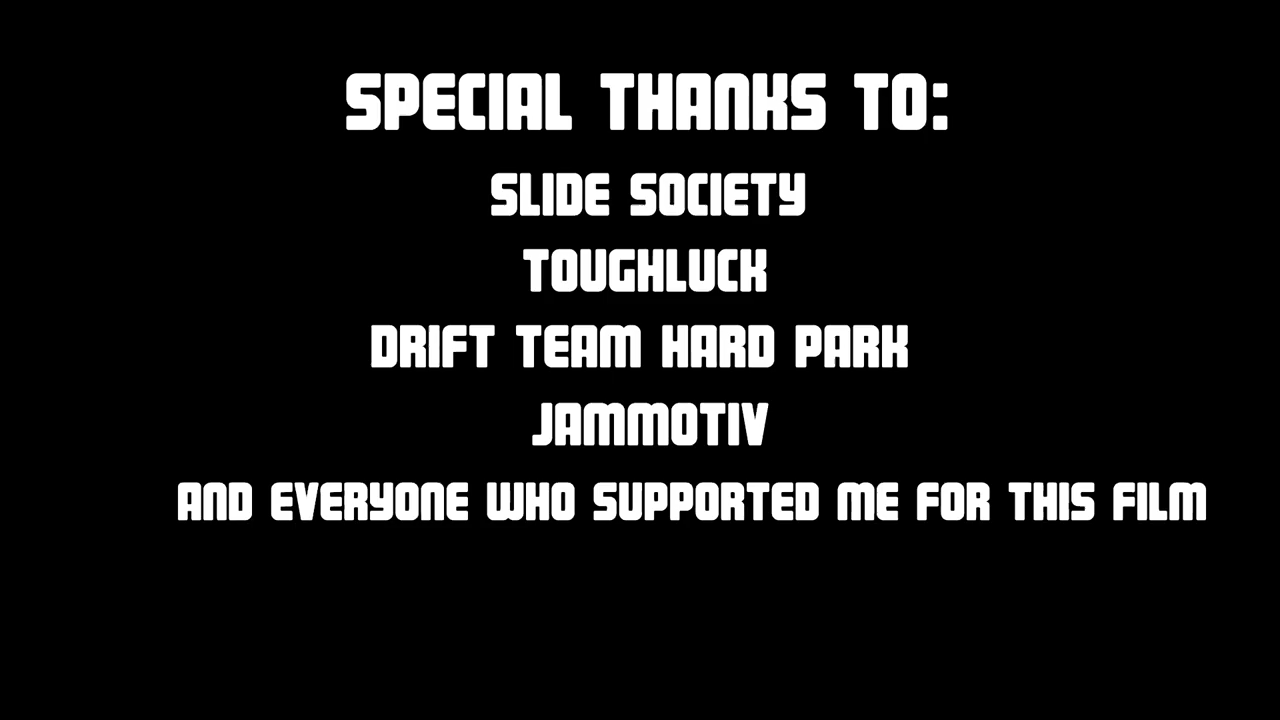 SPECIAL THANKS TO:
SLIDE SOCIETY
TOUGHLUCK
DRIFT TEAM HARD PARK
JAMMOTIV
AND EVERYONE WHO SUPPORTED ME FOR THIS FILM